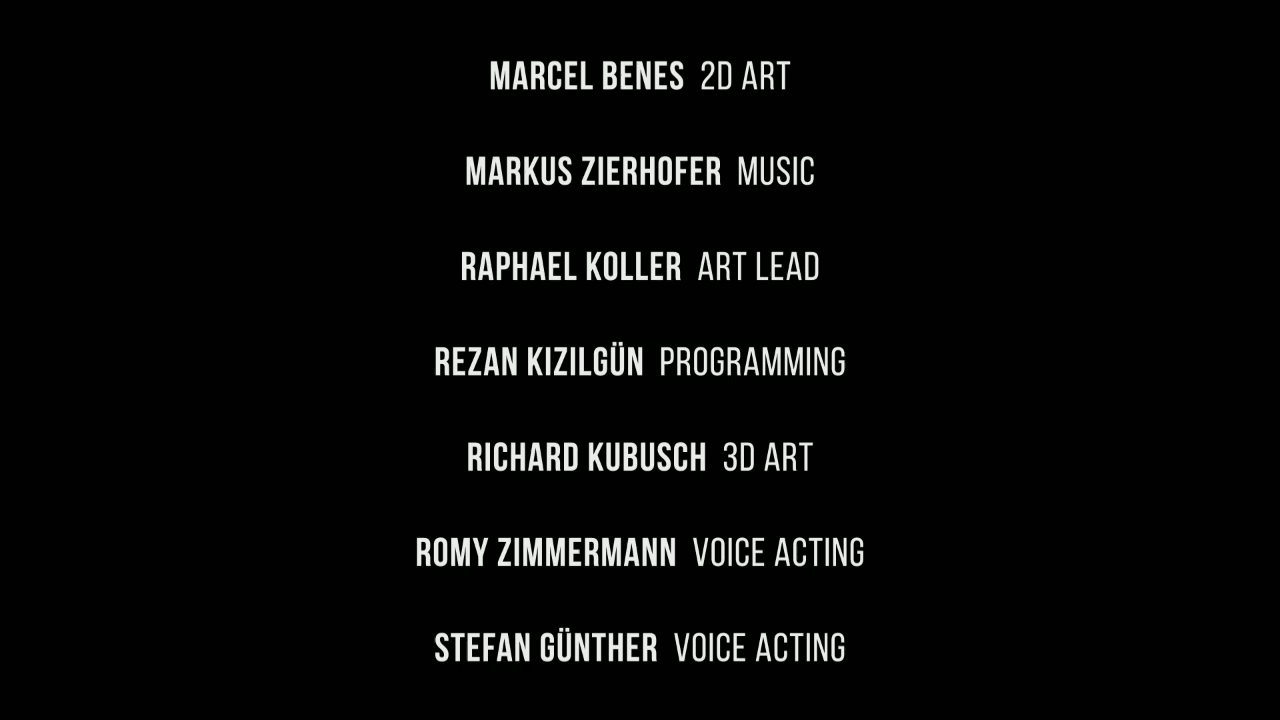 MARCEL BENES 2D ART
MARKUS ZIERHOFER MUSIC
RAPHAEL KOLLER ART LEAD
REZAN KIZILGÜN PROGRAMMING
RICHARD KUBUSCH 3D ART
ROMY ZIMMERMANN VOICE ACTING
STEFAN GÜNTHER VOICE ACTING